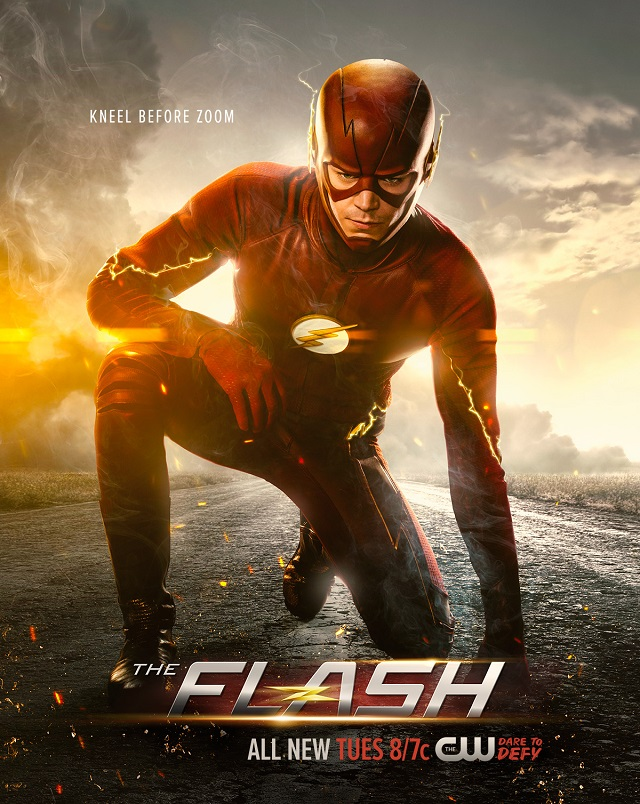 KNEEL BEFORE ZOOM
THE FLASH
ALL NEW TUES 8/7c THE CW DARE TO DEFY